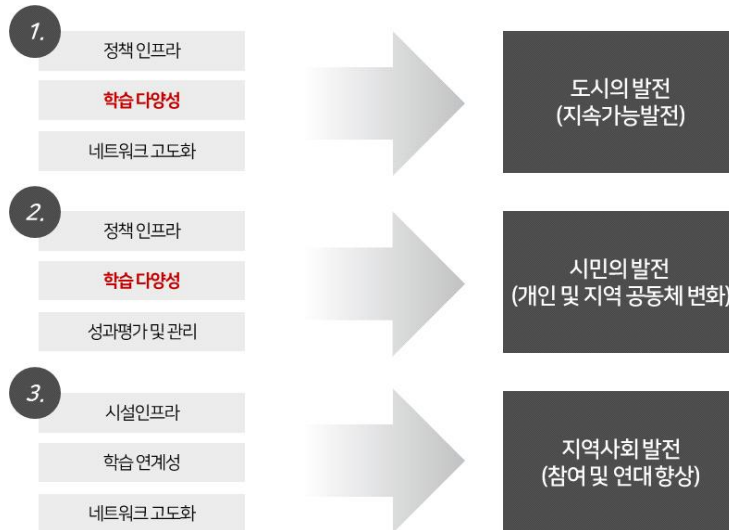 1.
정책 인프라
학습 다양성
네트워크 고도화
도시의 발전
(지속가능발전)
2.
정책 인프라
학습 다양성
성과평가 및 관리
시민의 발전
(개인 및 지역 공동체 변화)
3.
시설인프라
학습 연계성
네트워크 고도화
지역사회 발전
(참여 및 연대 향상)